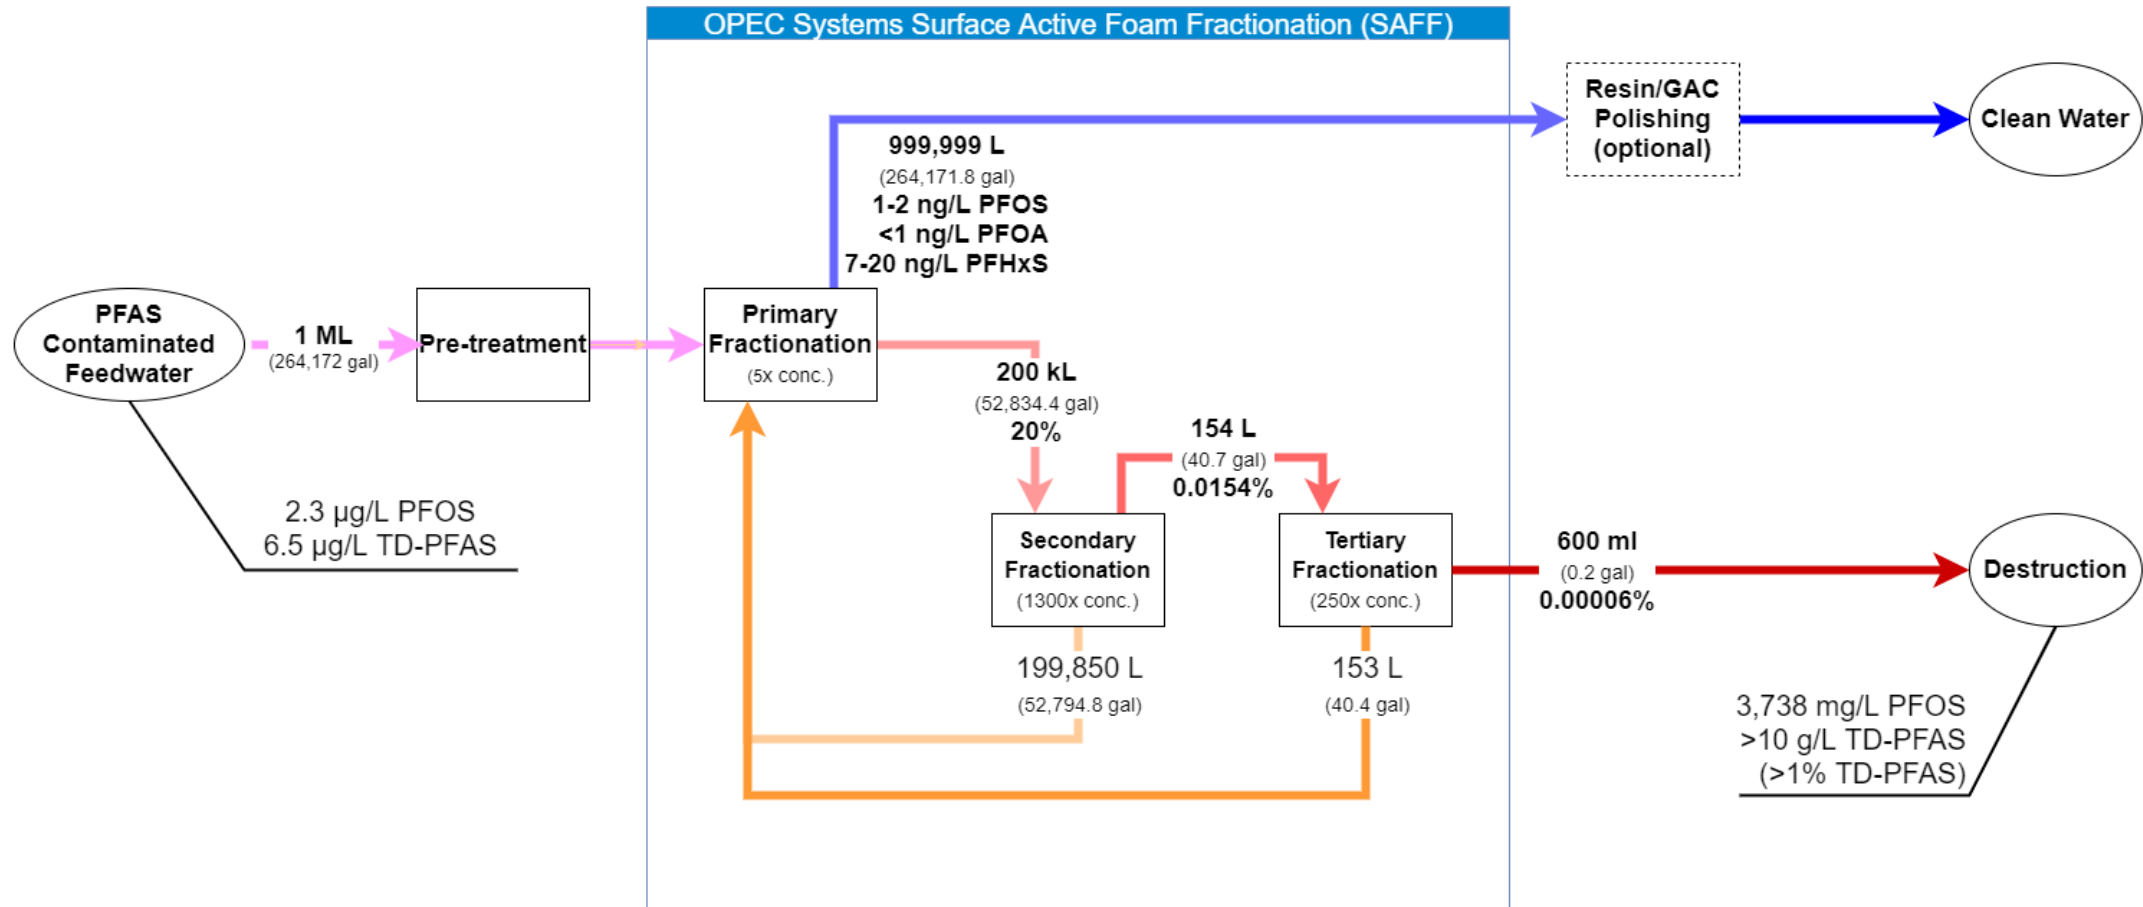 OPEC Systems Surface Active Foam Fractionation (SAFF)
Resin/GAC
Polishing
(optional)
Clean Water
999,999 L
(264,171.8 gal)
1-2 ng/L PFOS
<1 ng/L PFOA
7-20 ng/L PFHxS
PFAS
Contaminated
Feedwater
1 ML
(264,172 gal)
Pre-treatment
Primary
Fractionation
(5x conc.)
200 kL
(52,834.4 gal)
20%
154 L
(40.7 gal)
0.0154%
2.3 µg/L PFOS
6.5 µg/L TD-PFAS
Secondary
Fractionation
(1300x conc.)
Tertiary
Fractionation
(250x conc.)
600 ml
(0.2 gal)
0.00006%
Destruction
199,850 L
(52,794.8 gal)
153 L
(40.4 gal)
3,738 mg/L PFOS
>10 g/L TD-PFAS
(>1% TD-PFAS)